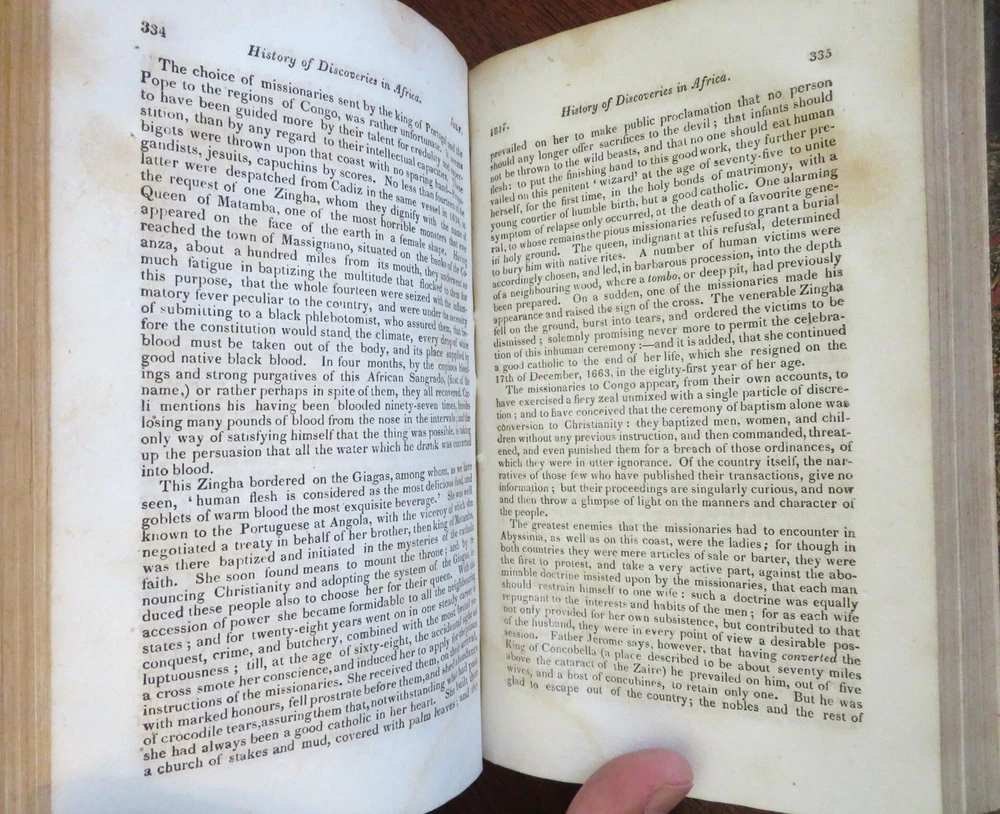 334
History of Discoveries in Africa.
The choice of missionaries sent by the king of Portugal and the
Pope to the regions of Congo, was rather unfortunate;
to have been guided more by their talent for credulity and
stition, than by any regard to their intellectual capacities.
bigots were thrown upon that coast with no sparing hand,
gandists, jesuits, capuchins by scores. No less than fourteen of the
latter were despatched from Cadiz in the same vessel in
the request of one Zingha, whom they dignify with the name of
Queen of Matamba, one of the most horrible monsters that ever
appeared on the face of the earth in a female shape. Having
reached the town of Massignano, situated on the banks of the Co-
anza, about a hundred miles from its mouth, they underwent so
much fatigue in baptizing the multitude that flocked to them for
this purpose, that the whole fourteen were seized with the inflam-
matory fever peculiar to the country, and were under the necessity
of submitting to a black phlebotomist, who assured them, that be-
fore the constitution would stand the climate, every drop of white
blood must be taken out of the body, and its place supplied by
good native black blood. In four months, by the copious bleed-
ings and strong purgatives of this African Sangrado, (first of the
name,) or rather perhaps in spite of them, they all recovered. Car-
li mentions his having been blooded ninety-seven times, besides
losing many pounds of blood from the nose in the intervals; and the
only way of satisfying himself that the thing was possible, is taking
up the persuasion that all the water which he drank was converted
into blood.
This Zingha bordered on the Giagas, among whom, as we have
seen, ‘human flesh is considered as the most delicious food, and
goblets of warm blood the most exquisite beverage.’ She was well
known to the Portuguese at Angola, with the viceroy of which she
negotiated a treaty in behalf of her brother, then king of Matamba,
was there baptized and initiated in the mysteries of the catholic
faith. She soon found means to mount the throne; and by re-
nouncing Christianity and adopting the system of the Giagas, in-
duced these people also to choose her for their queen. With this
accession of power she became formidable to all the neighbouring
states; and for twenty-eight years went on in one steady career of
conquest, crime, and butchery, combined with the most brutal vo-
luptuousness; till, at the age of sixty-eight, the accidental sight of
a cross smote her conscience, and induced her to apply for the
instructions of the missionaries. She received them, on their arrival,
with marked honours, fell prostrate before them, and shed abundance
of crocodile tears, assuring them that, notwithstanding what had past,
she had always been a good catholic in her heart. She built, also,
a church of stakes and mud, covered with palm leaves; and
335
History of Discoveries in Africa.
1817.
prevailed on her to make public proclamation that no person
should any longer offer sacrifices to the devil; that infants should
not be thrown to the wild beasts, and that no one should eat human
flesh: to put the finishing hand to this good work, they further pre-
vailed on this penitent ‘wizard’ at the age of seventy-five to unite
herself, for the first time, in the holy bonds of matrimony, with a
young courtier of humble birth, but a good catholic. One alarming
symptom of relapse only occurred, at the death of a favourite gene-
ral, to whose remains the pious missionaries refused to grant a burial
in holy ground. The queen, indignant at this refusal, determined
to bury him with native rites. A number of human victims were
accordingly chosen, and led, in barbarous procession, into the depth
of a neighbouring wood, where a tombo, or deep pit, had previously
been prepared. On a sudden, one of the missionaries made his
appearance and raised the sign of the cross. The venerable Zingha
fell on the ground, burst into tears, and ordered the victims to be
dismissed; solemnly promising never more to permit the celebra-
tion of this inhuman ceremony:—and it is added, that she continued
a good catholic to the end of her life, which she resigned on the
17th of December, 1663, in the eighty-first year of her age.
The missionaries to Congo appear, from their own accounts, to
have exercised a fiery zeal unmixed with a single particle of discre-
tion; and to have conceived that the ceremony of baptism alone was
conversion to Christianity: they baptized men, women, and chil-
dren without any previous instruction, and then commanded, threat-
ened, and even punished them for a breach of those ordinances, of
which they were in utter ignorance. Of the country itself, the nar-
ratives of those few who have published their transactions, give no
information; but their proceedings are singularly curious, and now
and then throw a glimpse of light on the manners and character of
the people.
The greatest enemies that the missionaries had to encounter in
Abyssinia, as well as on this coast, were the ladies; for though in
both countries they were mere articles of sale or barter, they were
the first to protest, and take a very active part, against the abo-
minable doctrine insisted upon by the missionaries, that each man
should restrain himself to one wife: such a doctrine was equally
repugnant to the interests and habits of the men; for as each wife
not only provided for her own subsistence, but contributed to that
of the husband, they were in every point of view a desirable pos-
session. Father Jerome says, however, that having converted the
King of Concobella (a place described to be about seventy miles
above the cataract of the Zaire) he prevailed on him, out of five
wives, and a host of concubines, to retain only one. But he was
glad to escape out of the country; the nobles and the rest of